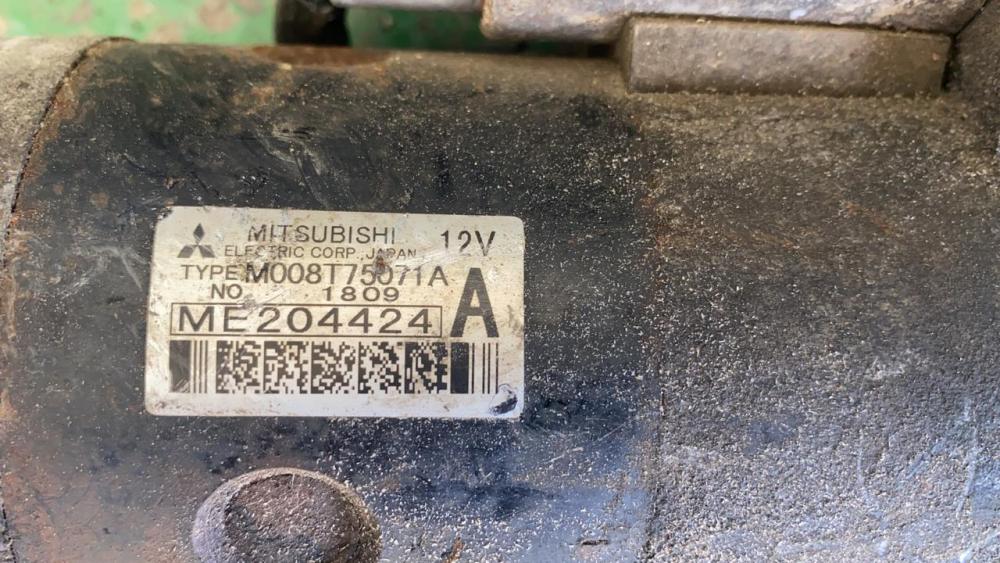 MITSUBISHI 12V
ELECTRIC CORP. JAPAN
TYPE M008T75071A
NO 1809 A
ME204424